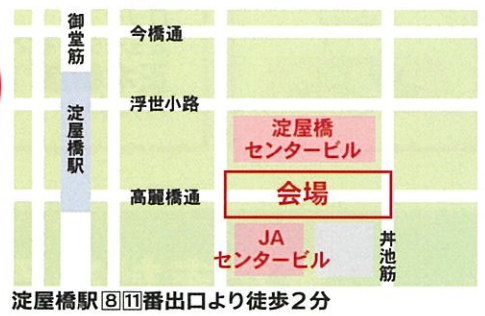 御堂筋
今橋通
淀屋橋駅
浮世小路
淀屋橋
センタービル
高麗橋通
会場
JA
センタービル
丼池筋
淀屋橋駅8 11番出口より徒歩2分